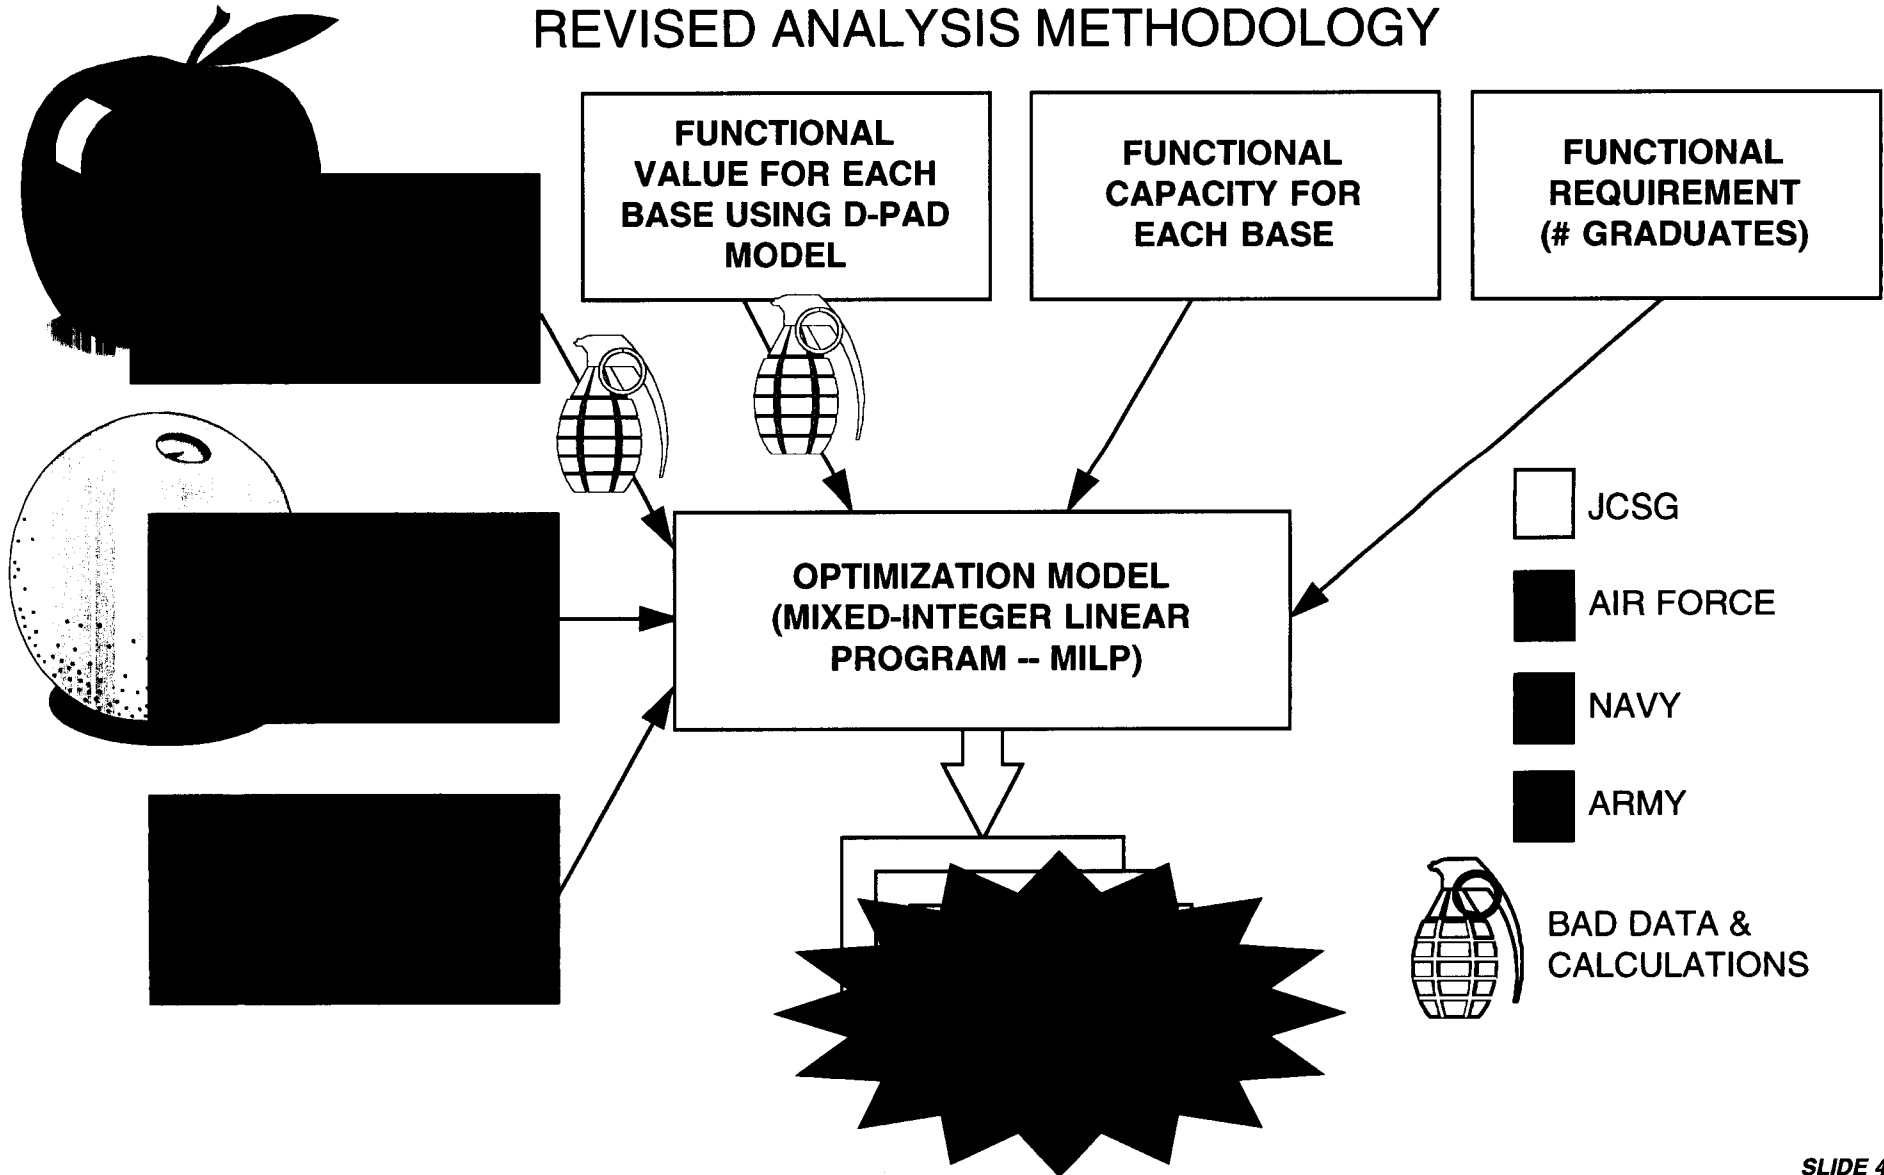 REVISED ANALYSIS METHODOLOGY
FUNCTIONAL
VALUE FOR EACH
BASE USING D-PAD
MODEL
FUNCTIONAL
CAPACITY FOR
EACH BASE
FUNCTIONAL
REQUIREMENT
(# GRADUATES)
OPTIMIZATION MODEL
(MIXED-INTEGER LINEAR
PROGRAM -- MILP)
JCSG
AIR FORCE
NAVY
ARMY
BAD DATA &
CALCULATIONS
SLIDE 4